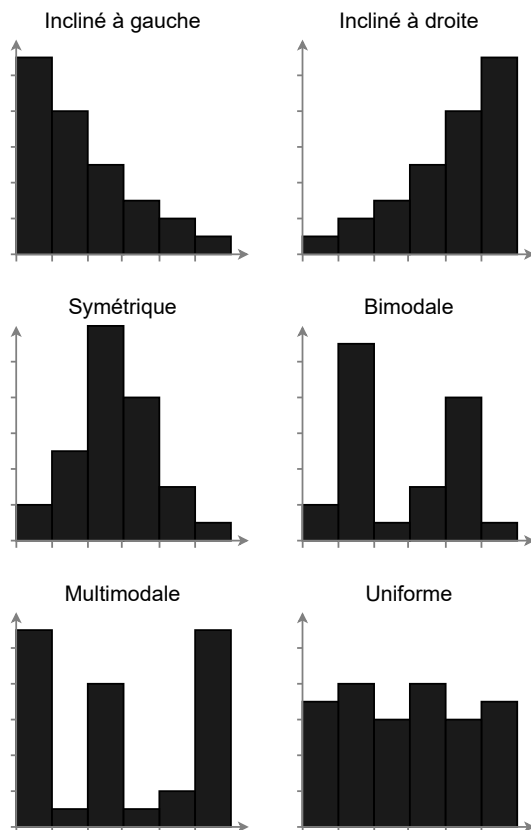 Incliné à gauche
Incliné à droite
Symétrique
Bimodale
Multimodale
Uniforme